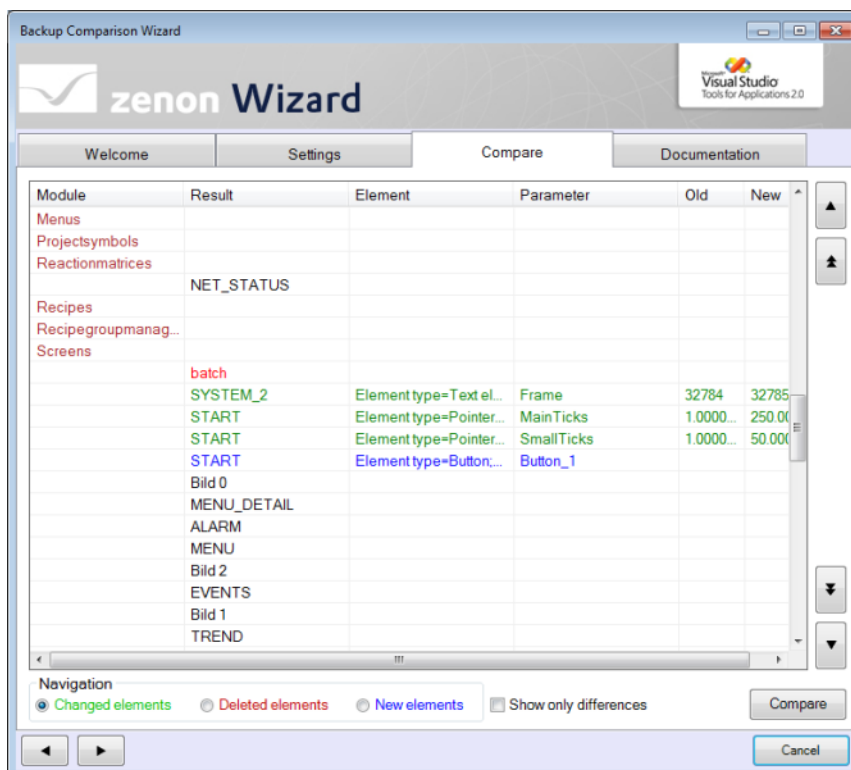 Backup Comparison Wizard
zenon Wizard
Microsoft
Visual Studio
Tools for Applications 2.0
Welcome Settings Compare Documentation
Module Result Element Parameter Old New
Menus
Projectsymbols
Reactionmatrices
NET_STATUS
Recipes
Recipegroupmanag...
Screens
batch
SYSTEM_2 Element type=Text el... Frame 32784 32785
START Element type=Pointer... MainTicks 1.0000... 250.00
START Element type=Pointer... SmallTicks 1.0000... 50.000
START Element type=Button;... Button_1
Bild 0
MENU_DETAIL
ALARM
MENU
Bild 2
EVENTS
Bild 1
TREND
Navigation
Changed elements Deleted elements New elements Show only differences Compare
Cancel